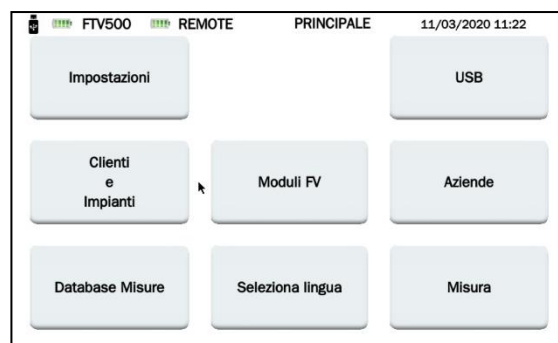 FTV500 REMOTE PRINCIPALE 11/03/2020 11:22
Impostazioni
USB
Clienti
e
Impianti
Moduli FV
Aziende
Database Misure
Seleziona lingua
Misura